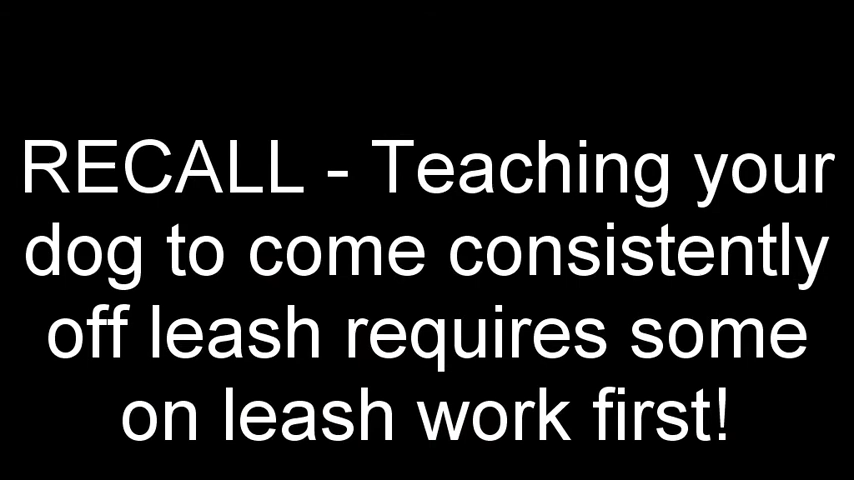 RECALL - Teaching your
dog to come consistently
off leash requires some
on leash work first!